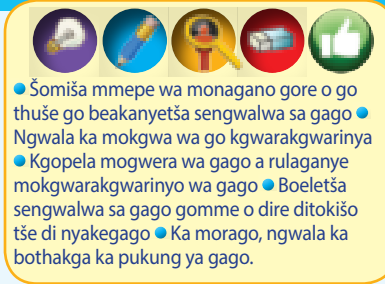 ● Šomiša mmepe wa monagano gore o go
thuše go beakanyetša sengwalwa sa gago ●
Ngwala ka mokgwa wa go kgwarakgwarinya
● Kgopela mogwera wa gago a rulaganye
mokgwarakgwarinyo wa gago ● Boeletša
sengwalwa sa gago gomme o dire ditokišo
tše di nyakegago ● Ka morago, ngwala ka
bothakga ka pukung ya gago.